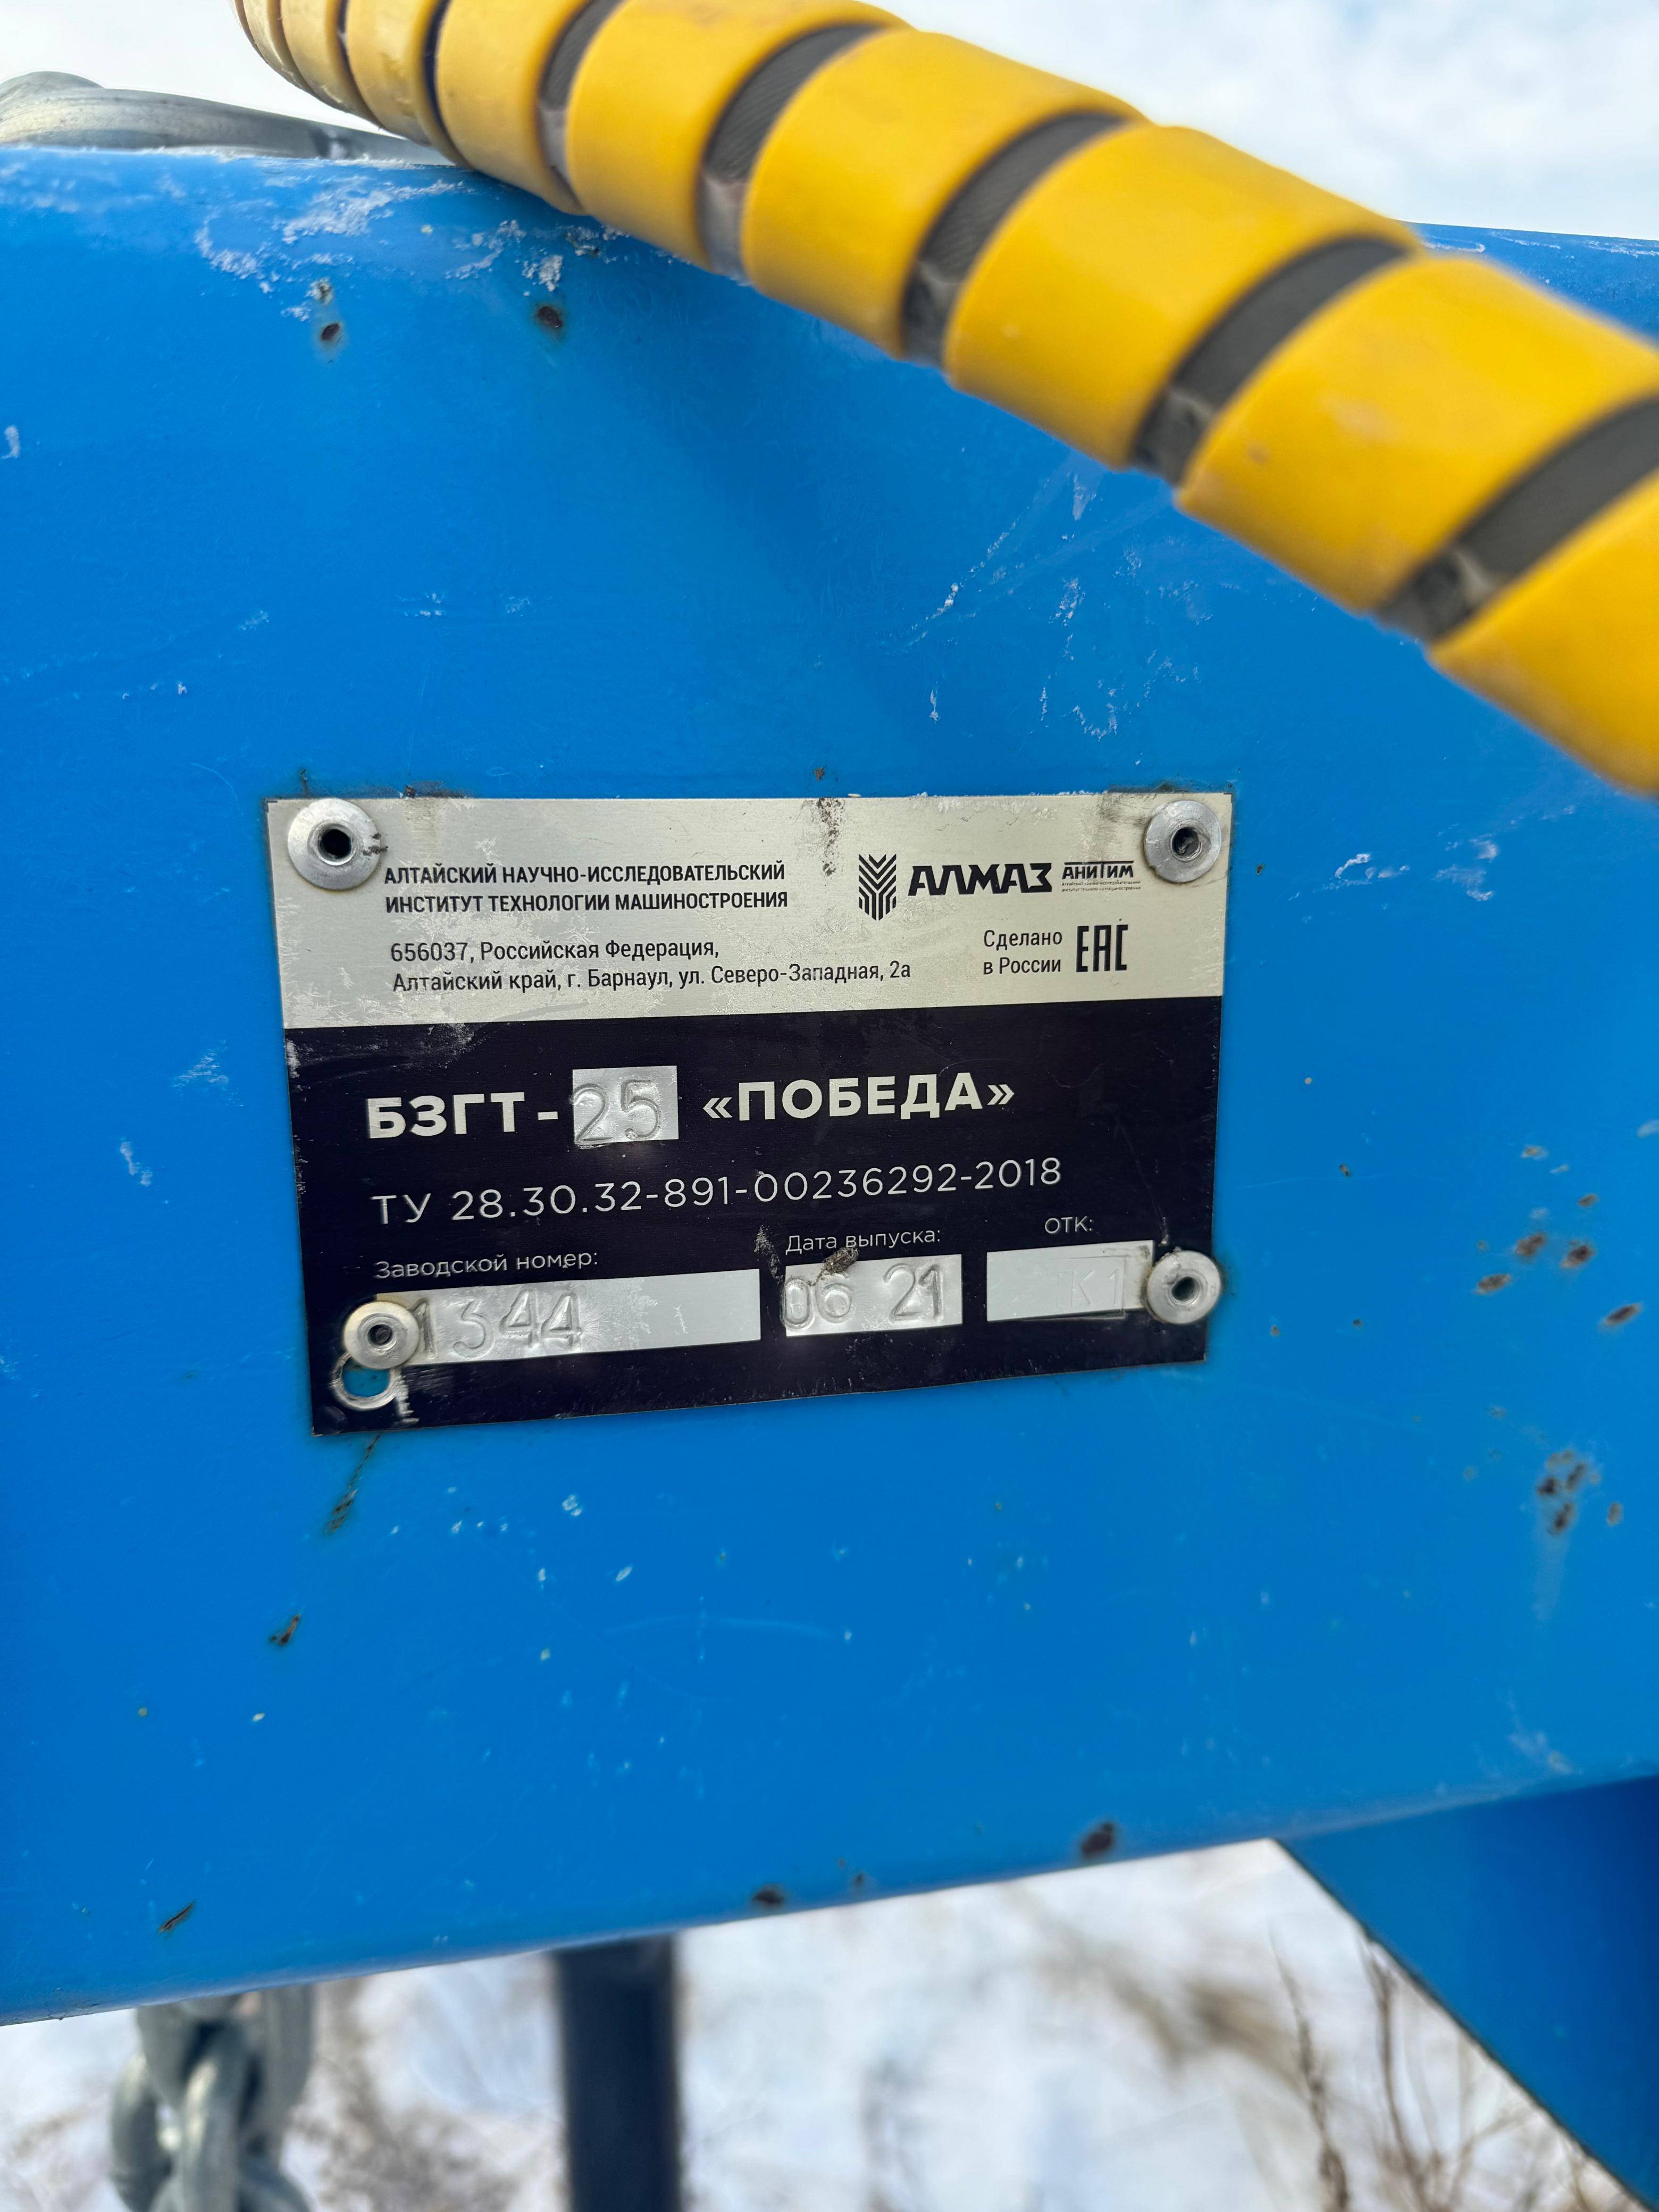 АЛТАЙСКИЙ НАУЧНО-ИССЛЕДОВАТЕЛЬСКИЙ
ИНСТИТУТ ТЕХНОЛОГИИ МАШИНОСТРОЕНИЯ
АЛМАЗ АНИТИМ
656037, Российская Федерация,
Алтайский край, г. Барнаул, ул. Северо-Западная, 2а
Сделано
в России
ЕАС
БЗГТ-25 «ПОБЕДА»
ТУ 28.30.32-891-00236292-2018
Заводской номер:
1344
Дата выпуска:
06 21
ОТК:
К1